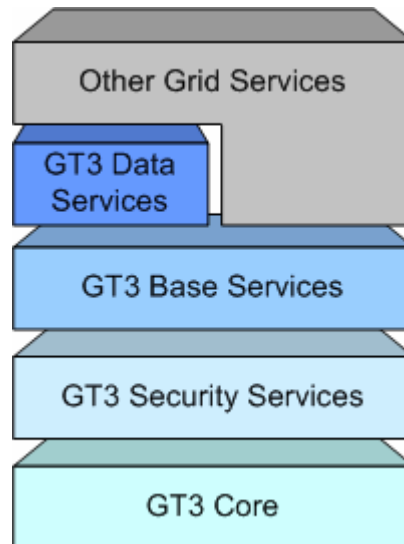 Other Grid Services
GT3 Data
Services
GT3 Base Services
GT3 Security Services
GT3 Core